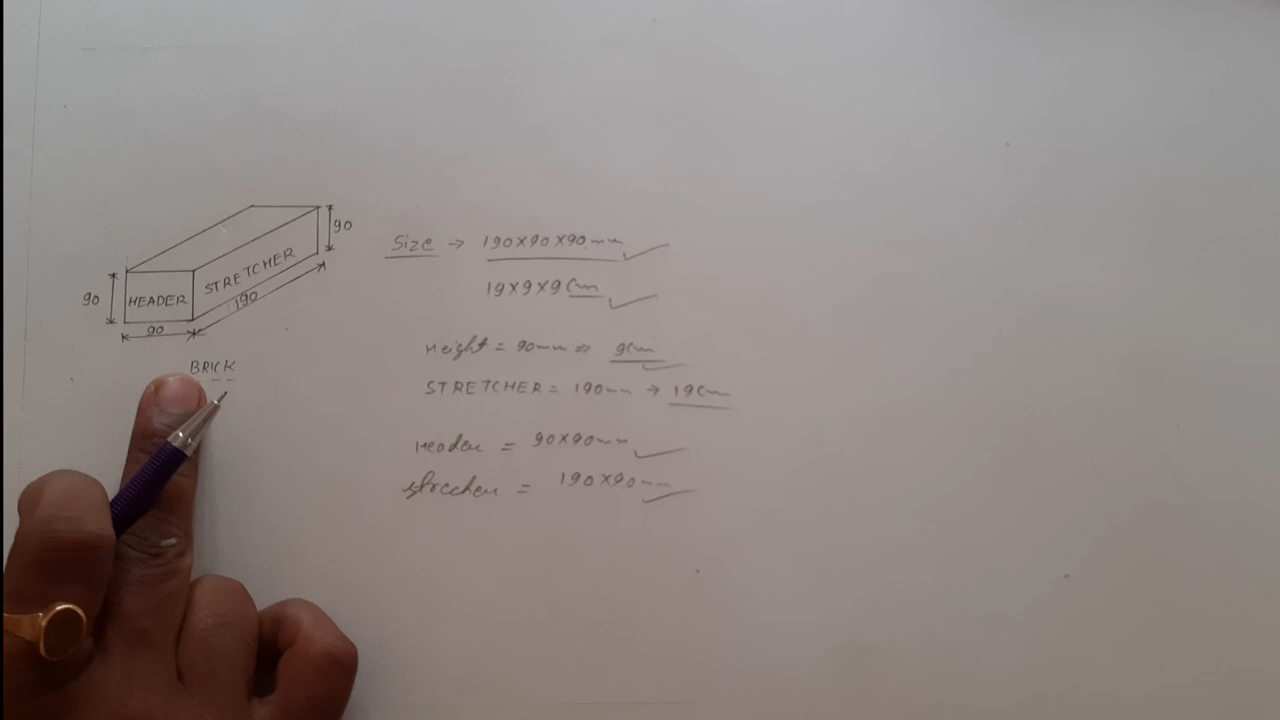 90
90
HEADER
STRETCHER
90
190
BRICK
Size → 190X90X90mm
19X9X9Cm
Height = 90mm ⇒ 9Cm
STRETCHER = 190mm → 19Cm
Header = 90X90mm
= 190X90mm